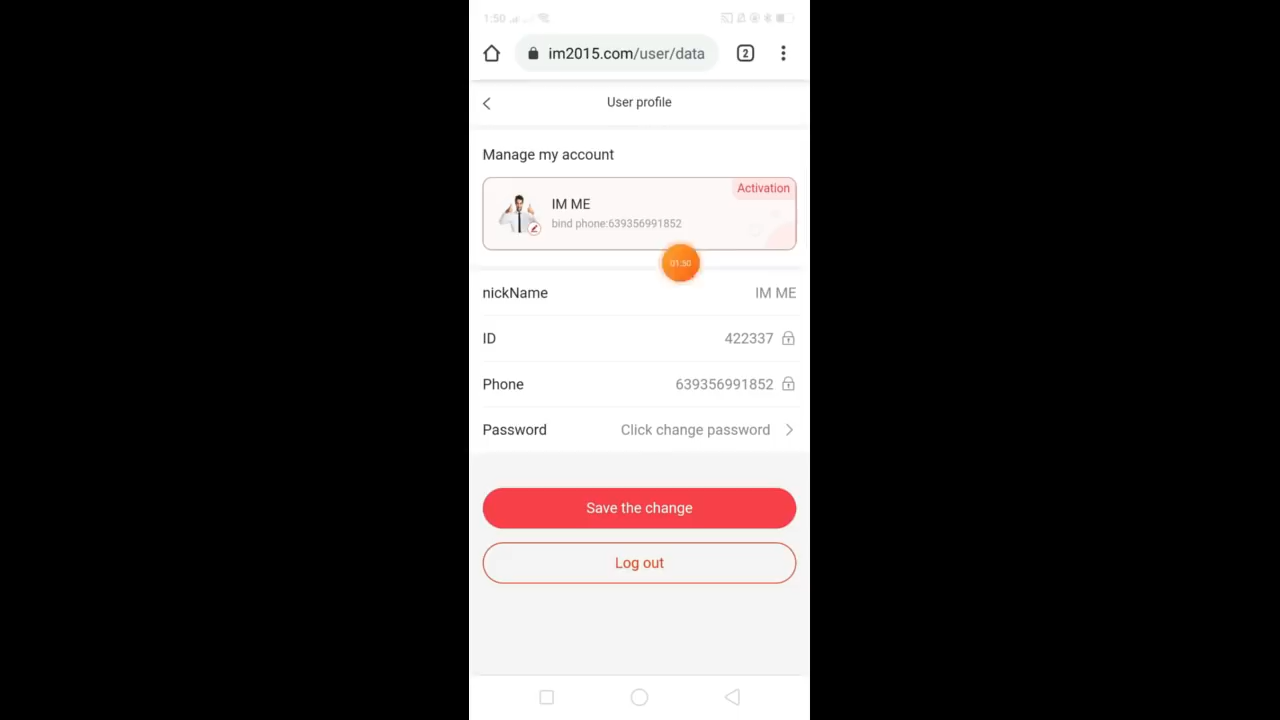 1:50
im2015.com/user/data
2
User profile
Manage my account
Activation
IM ME
bind phone:639356991852
01:30
nickName IM ME
ID 422337
Phone 639356991852
Password Click change password
Save the change
Log out